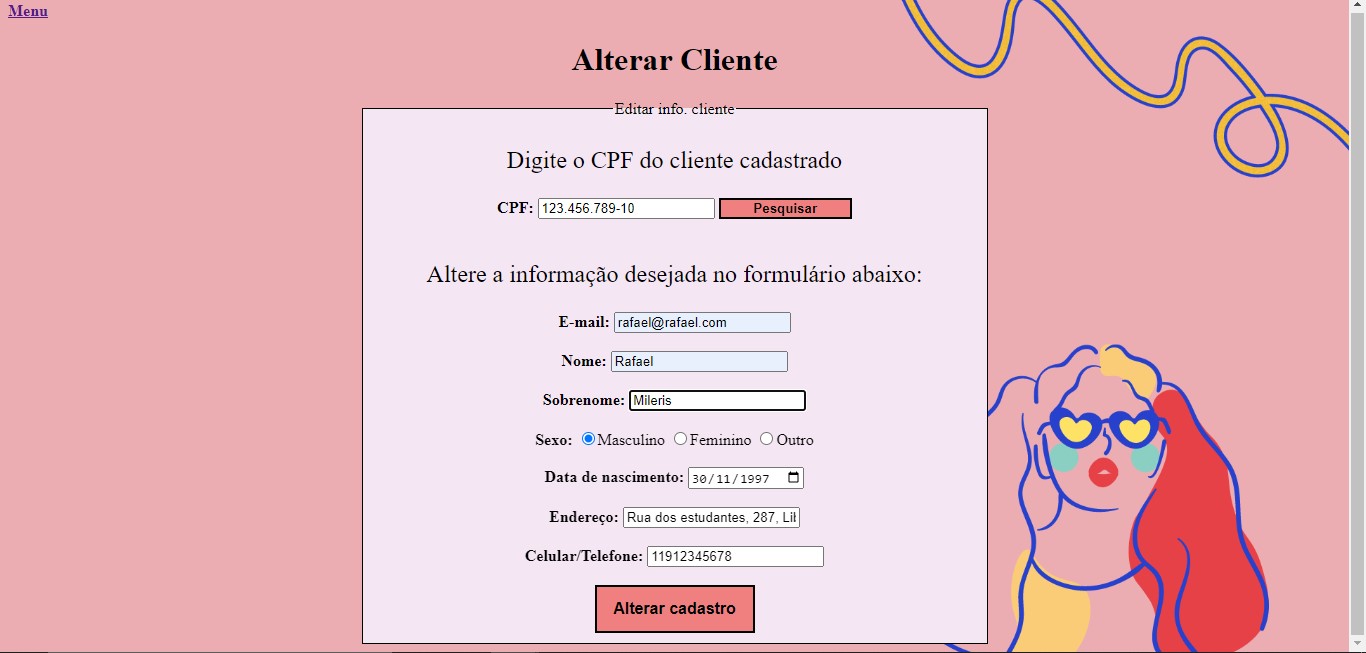 Menu
Alterar Cliente
Editar info. cliente
Digite o CPF do cliente cadastrado
CPF: 123.456.789-10 Pesquisar
Altere a informação desejada no formulário abaixo:
E-mail: rafael@rafael.com
Nome: Rafael
Sobrenome: Mileris
Sexo: Masculino Feminino Outro
Data de nascimento: 30/11/1997
Endereço: Rua dos estudantes, 287, Lil
Celular/Telefone: 11912345678
Alterar cadastro